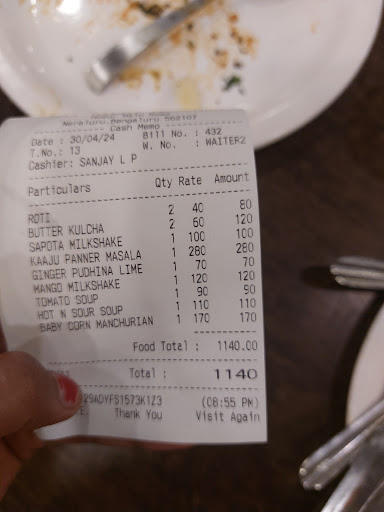 Neraluru,Bengaluru 562107
Cash Memo
Date : 30/04/24 Bill No. : 432
T.No.: 13 W. No. : WAITER2
Cashier: SANJAY L P
Particulars Qty Rate Amount
ROTI 2 40 80
BUTTER KULCHA 2 60 120
SAPOTA MILKSHAKE 1 100 100
KAAJU PANNER MASALA 1 280 280
GINGER PUDHINA LIME 1 70 70
MANGO MILKSHAKE 1 120 120
TOMATO SOUP 1 90 90
HOT N SOUR SOUP 1 110 110
BABY CORN MANCHURIAN 1 170 170
Food Total : 1140.00
Total : 1140
29ADYFS1573K1Z3 (08:55 PM)
E. Thank You Visit Again